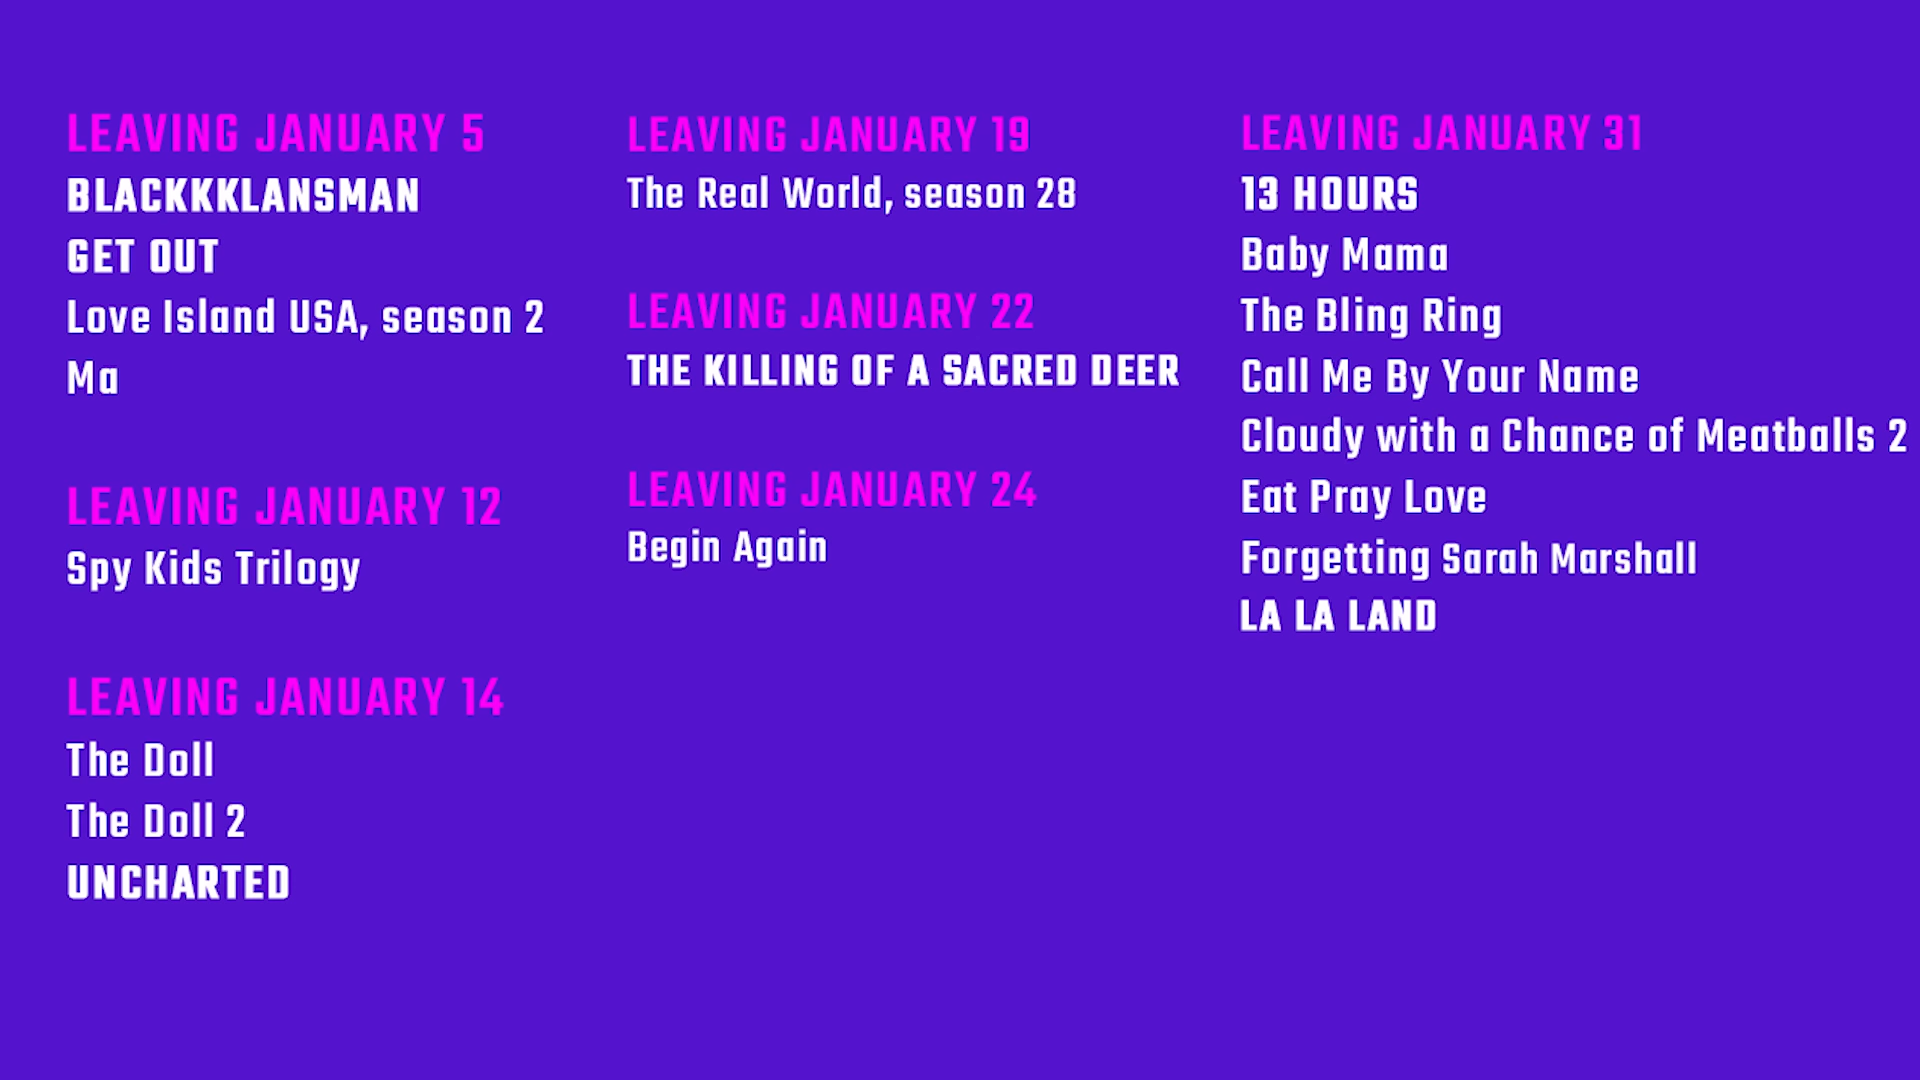 LEAVING JANUARY 5
BLACKKKLANSMAN
GET OUT
Love Island USA, season 2
Ma
LEAVING JANUARY 12
Spy Kids Trilogy
LEAVING JANUARY 14
The Doll
The Doll 2
UNCHARTED
LEAVING JANUARY 19
The Real World, season 28
LEAVING JANUARY 22
THE KILLING OF A SACRED DEER
LEAVING JANUARY 24
Begin Again
LEAVING JANUARY 31
13 HOURS
Baby Mama
The Bling Ring
Call Me By Your Name
Cloudy with a Chance of Meatballs 2
Eat Pray Love
Forgetting Sarah Marshall
LA LA LAND